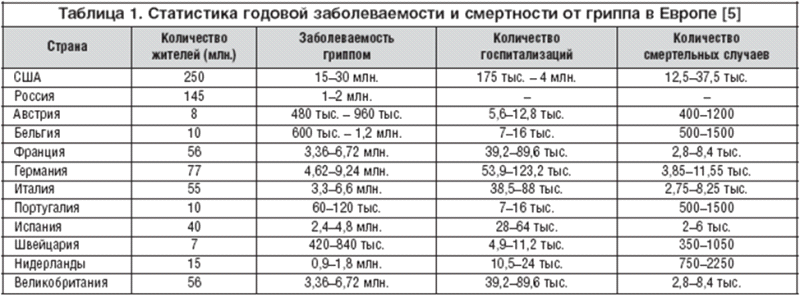 Таблица 1. Статистика годовой заболеваемости и смертности от гриппа в Европе [5]
Страна Количество жителей (млн.) Заболеваемость гриппом Количество госпитализаций Количество смертельных случаев
США 250 15–30 млн. 175 тыс. – 4 млн. 12,5–37,5 тыс.
Россия 145 1–2 млн. – –
Австрия 8 480 тыс. – 960 тыс. 5,6–12,8 тыс. 400–1200
Бельгия 10 600 тыс. – 1,2 млн. 7–16 тыс. 500–1500
Франция 56 3,36–6,72 млн. 39,2–89,6 тыс. 2,8–8,4 тыс.
Германия 77 4,62–9,24 млн. 53,9–123,2 тыс. 3,85–11,55 тыс.
Италия 55 3,3–6,6 млн. 38,5–88 тыс. 2,75–8,25 тыс.
Португалия 10 60–120 тыс. 7–16 тыс. 500–1500
Испания 40 2,4–4,8 млн. 28–64 тыс. 2–6 тыс.
Швейцария 7 420–840 тыс. 4,9–11,2 тыс. 350–1050
Нидерланды 15 0,9–1,8 млн. 10,5–24 тыс. 750–2250
Великобритания 56 3,36–6,72 млн. 39,2–89,6 тыс. 2,8–8,4 тыс.